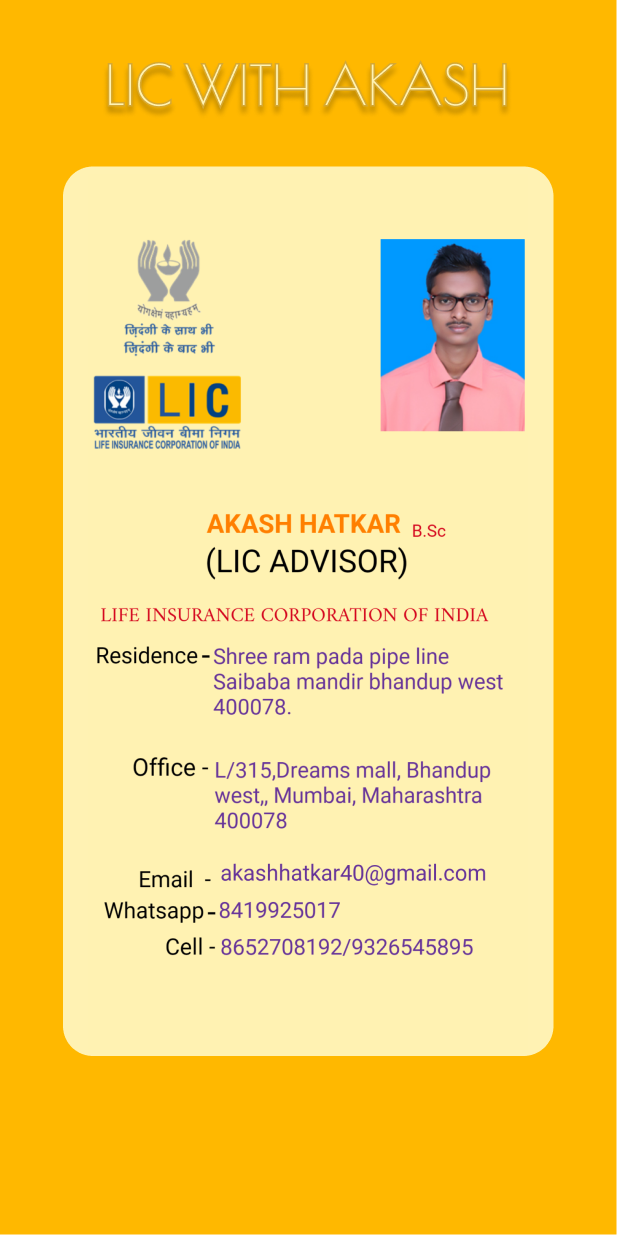 LIC WITH AKASH
योगक्षेमं वहाम्यहम्
ज़िंदगी के साथ भी
ज़िंदगी के बाद भी
LIC
भारतीय जीवन बीमा निगम
LIFE INSURANCE CORPORATION OF INDIA
AKASH HATKAR B.Sc
(LIC ADVISOR)
LIFE INSURANCE CORPORATION OF INDIA
Residence - Shree ram pada pipe line
Saibaba mandir bhandup west
400078.
Office - L/315,Dreams mall, Bhandup
west,, Mumbai, Maharashtra
400078
Email - akashhatkar40@gmail.com
Whatsapp - 8419925017
Cell - 8652708192/9326545895